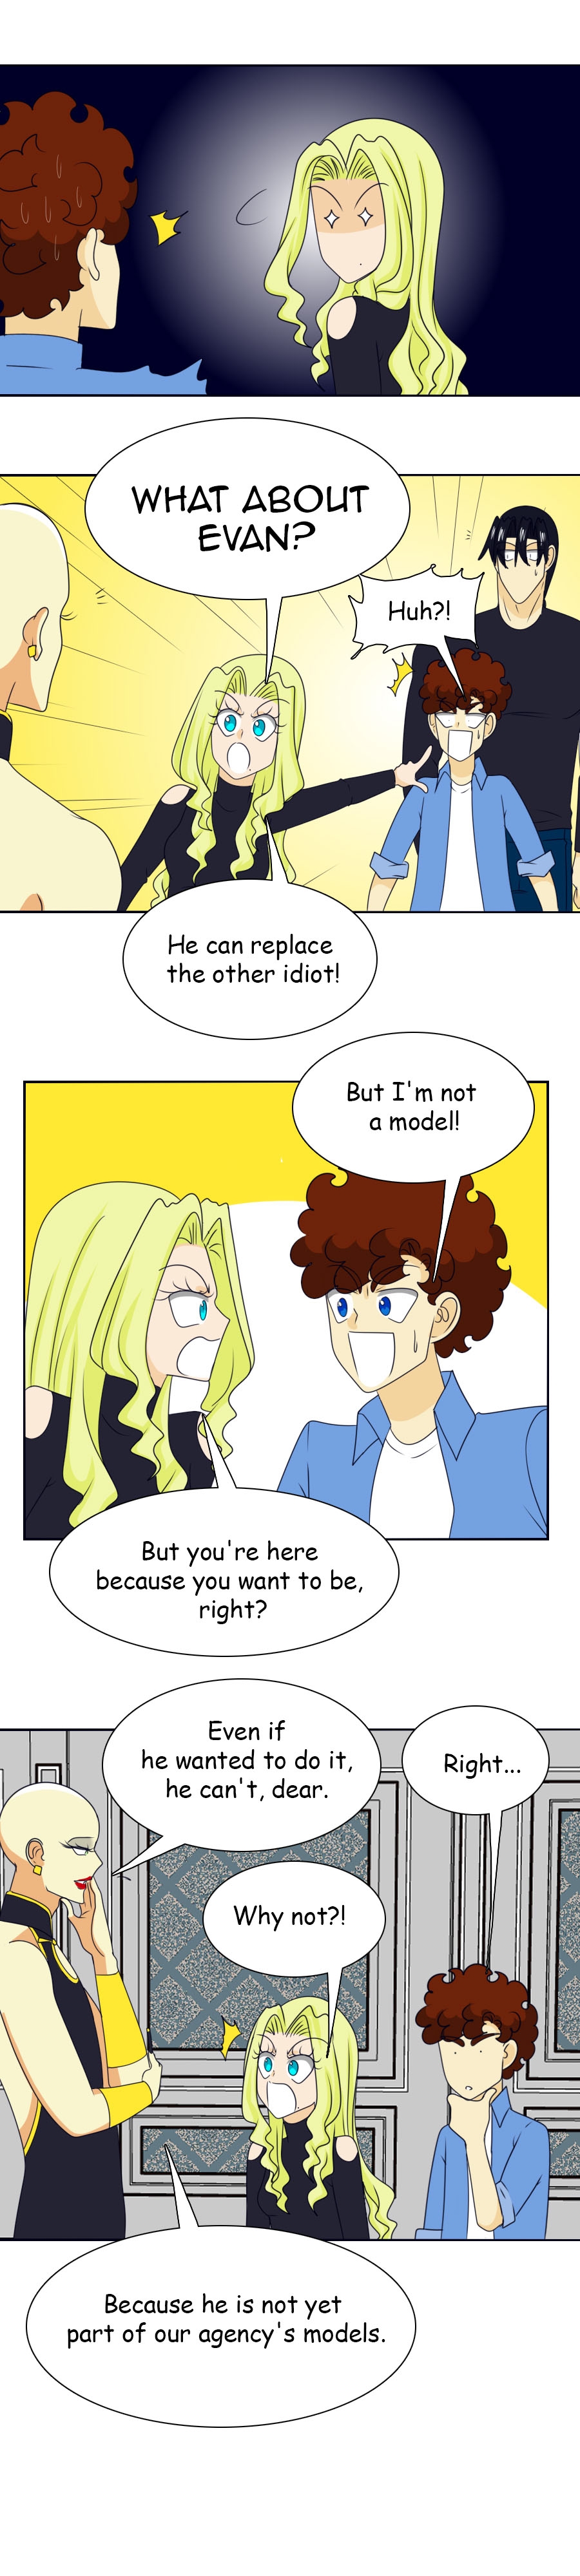 WHAT ABOUT
EVAN?
Huh?!
He can replace
the other idiot!
But I'm not
a model!
But you're here
because you want to be,
right?
Even if
he wanted to do it,
he can't, dear.
Right...
Why not?!
Because he is not yet
part of our agency's models.